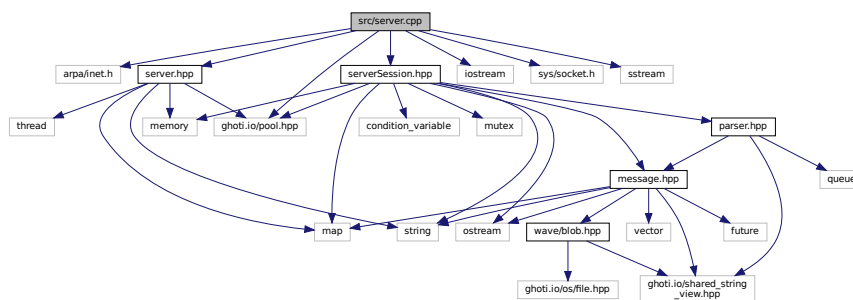 src/server.cpp
arpa/inet.h
server.hpp
serverSession.hpp
iostream
sys/socket.h
sstream
thread
memory
ghoti.io/pool.hpp
condition_variable
mutex
parser.hpp
message.hpp
queue
map
string
ostream
wave/blob.hpp
vector
future
ghoti.io/os/file.hpp
ghoti.io/shared_string
_view.hpp